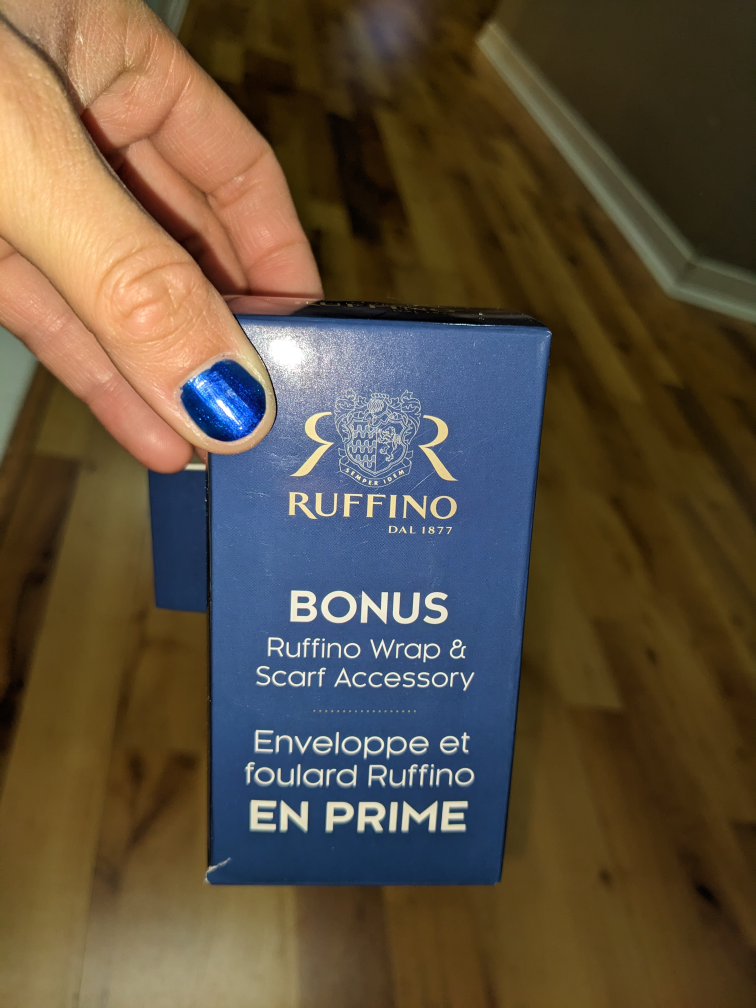 SEMPER IDEM
RUFFINO
DAL 1877
BONUS
Ruffino Wrap &
Scarf Accessory
Enveloppe et
foulard Ruffino
EN PRIME